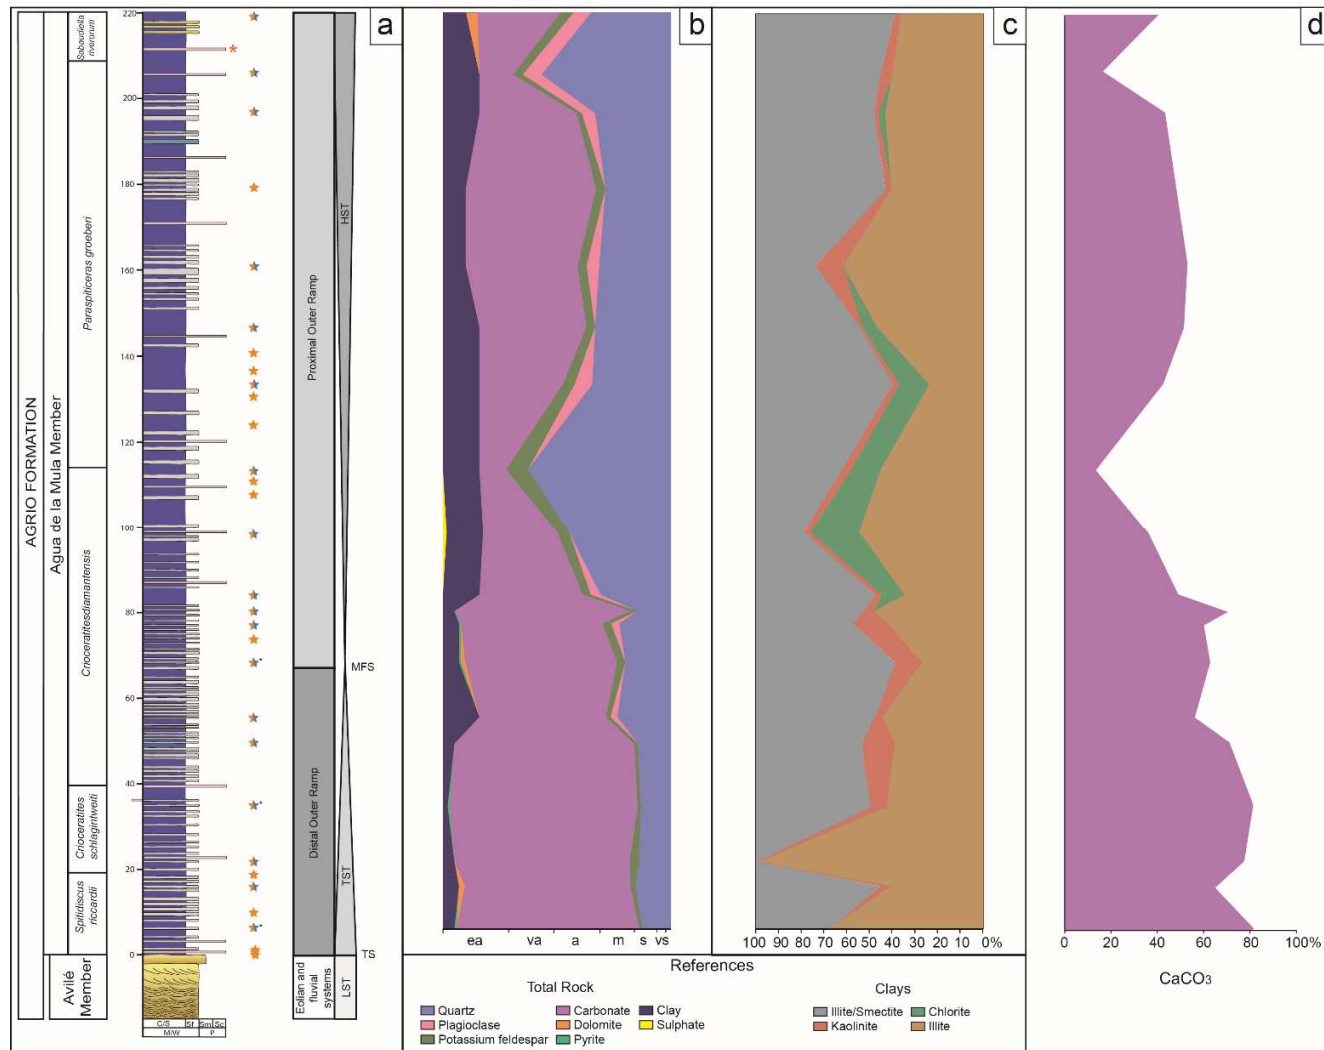 a
b
c
d
AGRIO FORMATION
Agua de la Mula Member
Avilé
Member
Sabaudiella
riverorum
Paraspiticeras groeberi
Crioceratitesdiamantensis
Crioceratites
schlagintweiti
Spitidiscus
riccardii
220
200
180
160
140
120
100
80
60
40
20
0
C/S
Sf
Sm
Sc
M/W
P
Proximal Outer Ramp
Distal Outer Ramp
Eolian and
fluvial
systems
HST
TST
LST
MFS
TS
ea va a m s vs
100 80 70 60 50 40 30 20 10 0%
0 20 40 60 80 100%
CaCO₃
References
Total Rock
Quartz
Plagioclase
Potassium feldespar
Carbonate
Dolomite
Pyrite
Clay
Sulphate
Clays
Illite/Smectite
Kaolinite
Chlorite
Illite